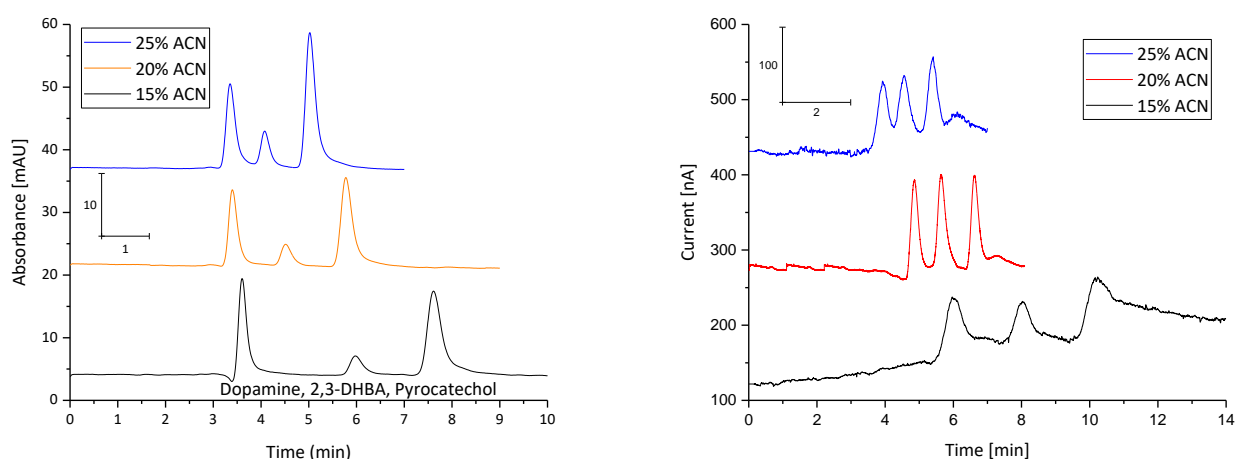 60
50
40
30
20
10
0
Absorbance [mAU]
25% ACN
20% ACN
15% ACN
10
1
Dopamine, 2,3-DHBA, Pyrocatechol
0 1 2 3 4 5 6 7 8 9 10
Time (min)
600
500
400
300
200
100
Current [nA]
100
2
25% ACN
20% ACN
15% ACN
0 2 4 6 8 10 12 14
Time [min]